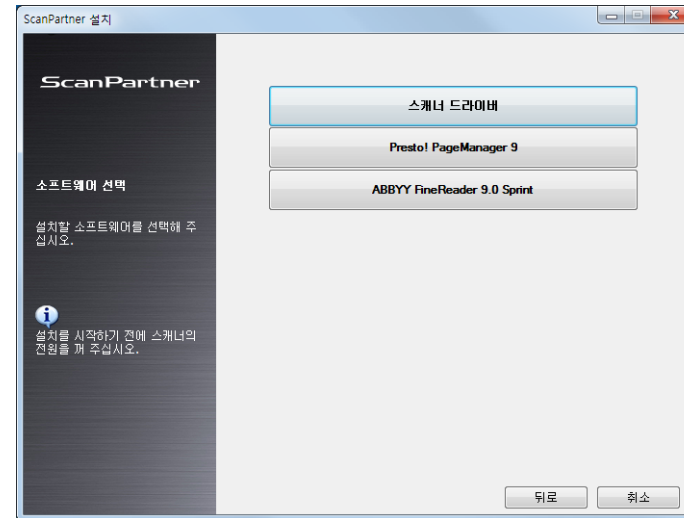 ScanPartner 설치
ScanPartner
스캐너 드라이버
Presto! PageManager 9
ABBYY FineReader 9.0 Sprint
소프트웨어 선택
설치할 소프트웨어를 선택해 주
십시오.
설치를 시작하기 전에 스캐너의
전원을 꺼 주십시오.
뒤로
취소